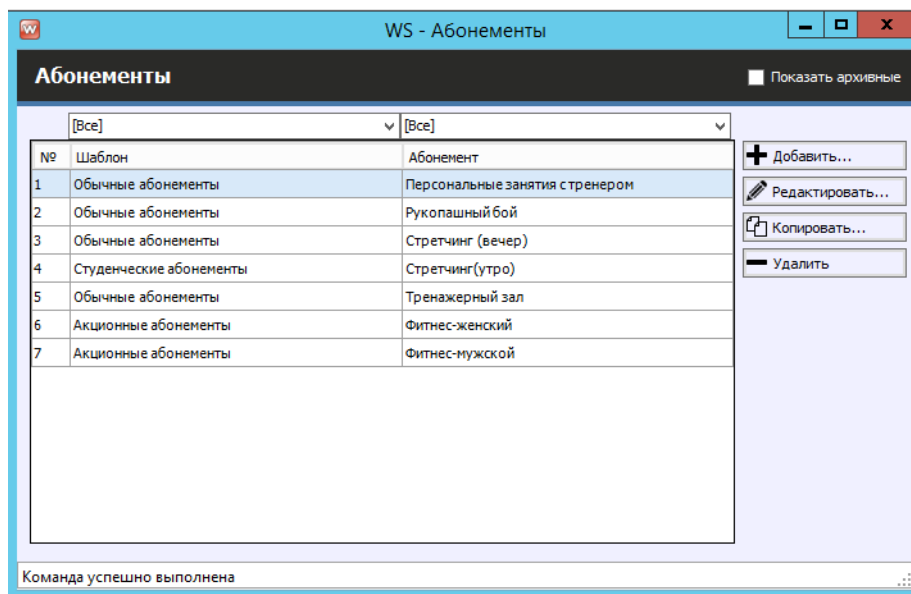 WS - Абонементы
Абонементы
Показать архивные
[Все] [Все]
№ Шаблон Абонемент
1 Обычные абонементы Персональные занятия с тренером
2 Обычные абонементы Рукопашный бой
3 Обычные абонементы Стретчинг (вечер)
4 Студенческие абонементы Стретчинг(утро)
5 Обычные абонементы Тренажерный зал
6 Акционные абонементы Фитнес-женский
7 Акционные абонементы Фитнес-мужской
Добавить...
Редактировать...
Копировать...
Удалить
Команда успешно выполнена